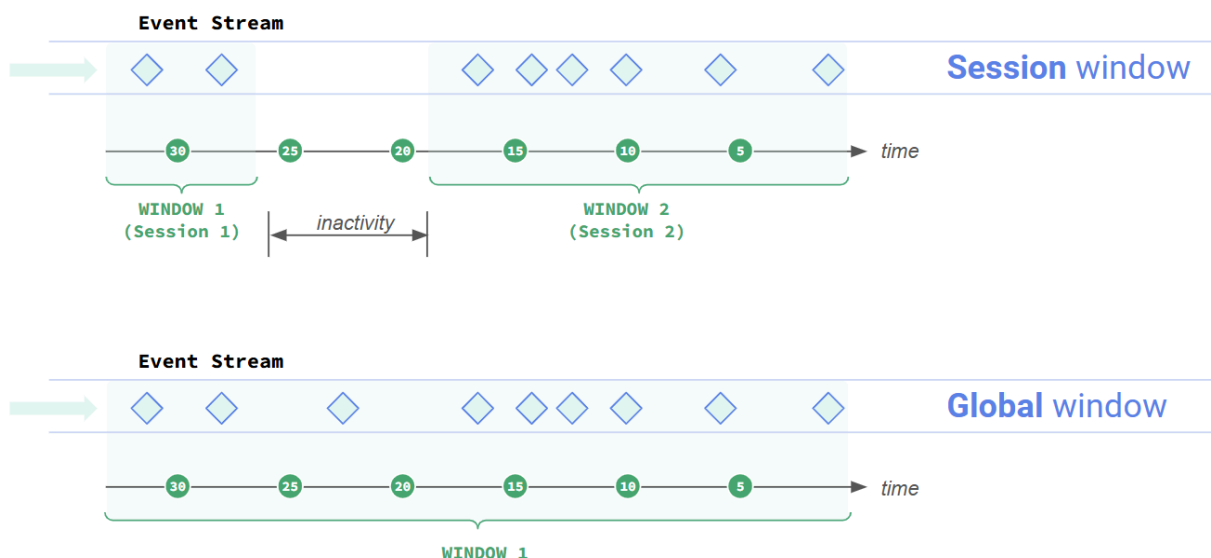 Event Stream
Session window
30 25 20 15 10 5 time
WINDOW 1 WINDOW 2
(Session 1) inactivity (Session 2)
Event Stream
Global window
30 25 20 15 10 5 time
WINDOW 1